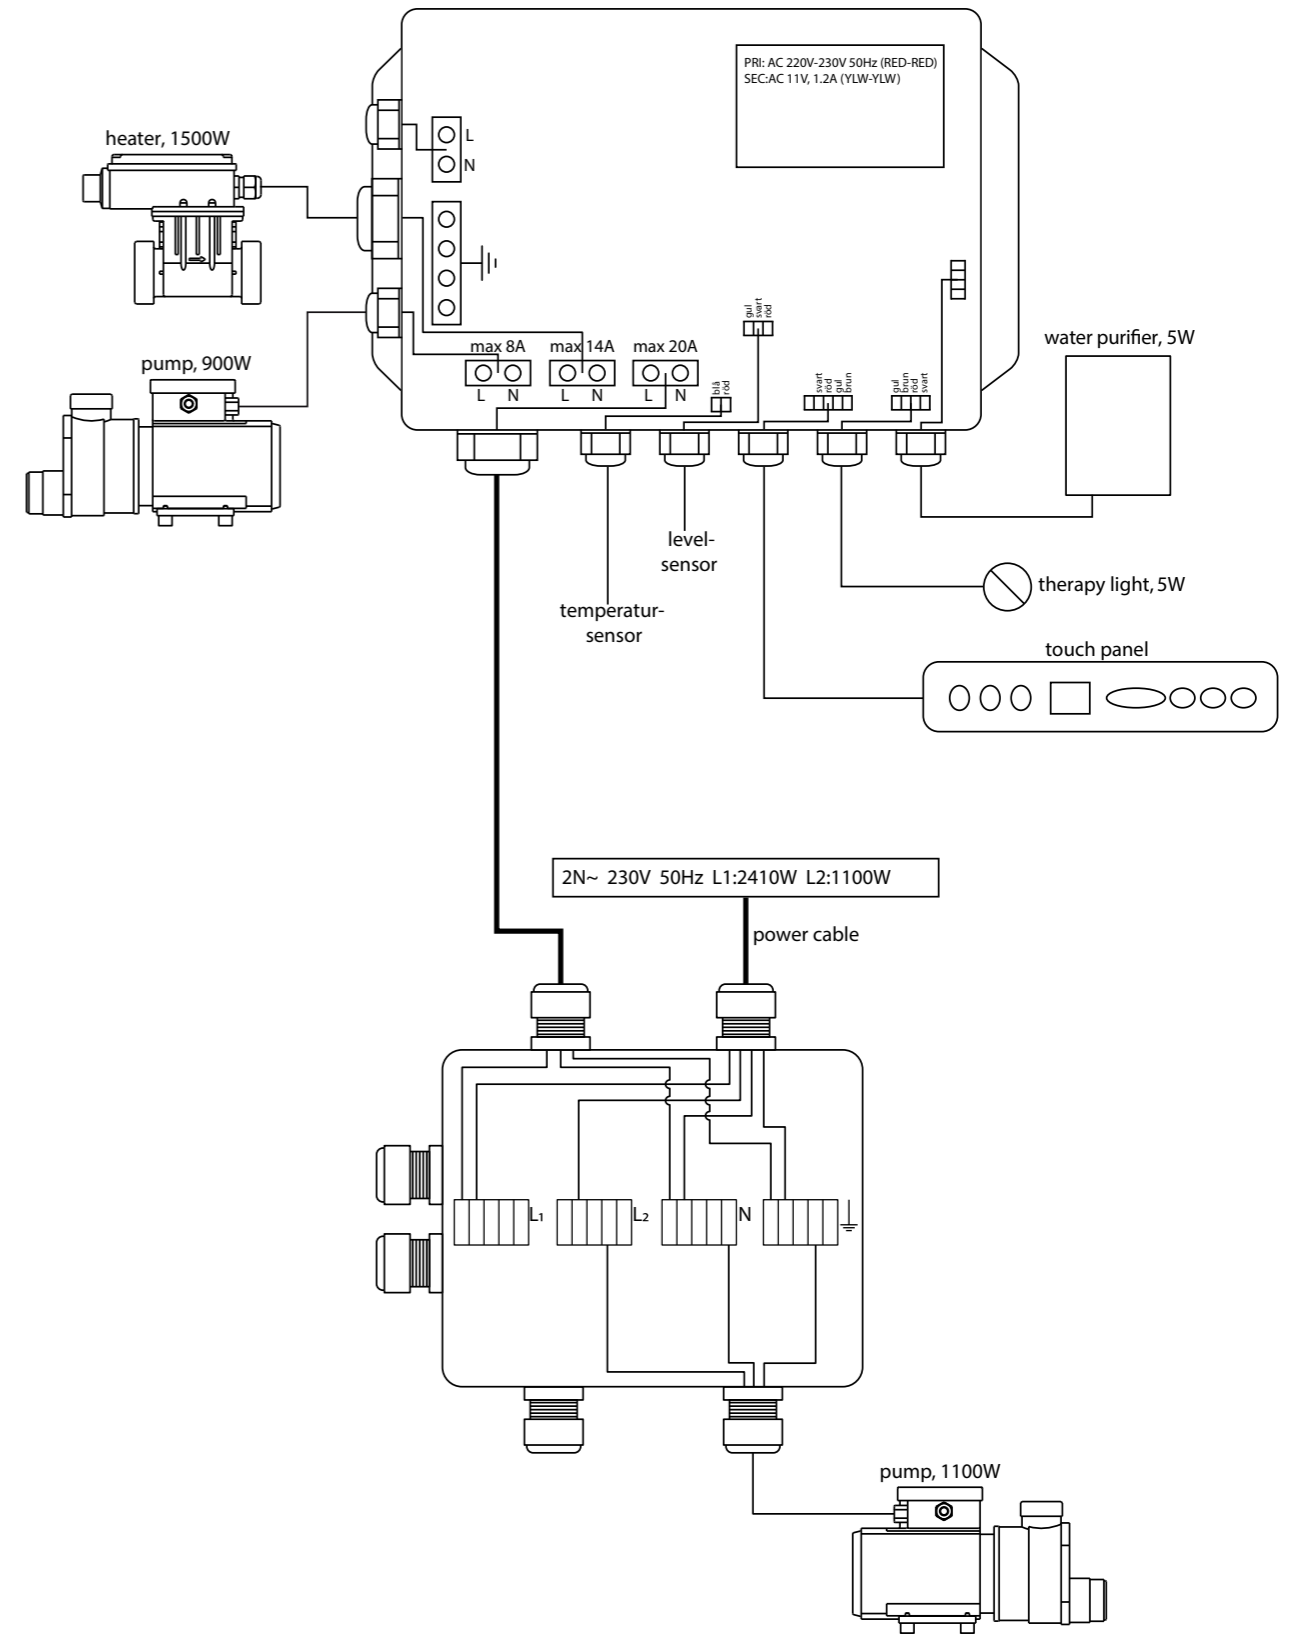 PRI: AC 220V-230V 50Hz (RED-RED)
SEC:AC 11V, 1.2A (YLW-YLW)
heater, 1500W
L
N
pump, 900W
max 8A
max 14A
max 20A
L
N
L
N
L
N
blå
röd
gul
svart
röd
svart
röd
gul
brun
gul
brun
röd
svart
water purifier, 5W
level-
sensor
temperatur-
sensor
therapy light, 5W
touch panel
2N~ 230V 50Hz L1:2410W L2:1100W
power cable
L1
L2
N
pump, 1100W